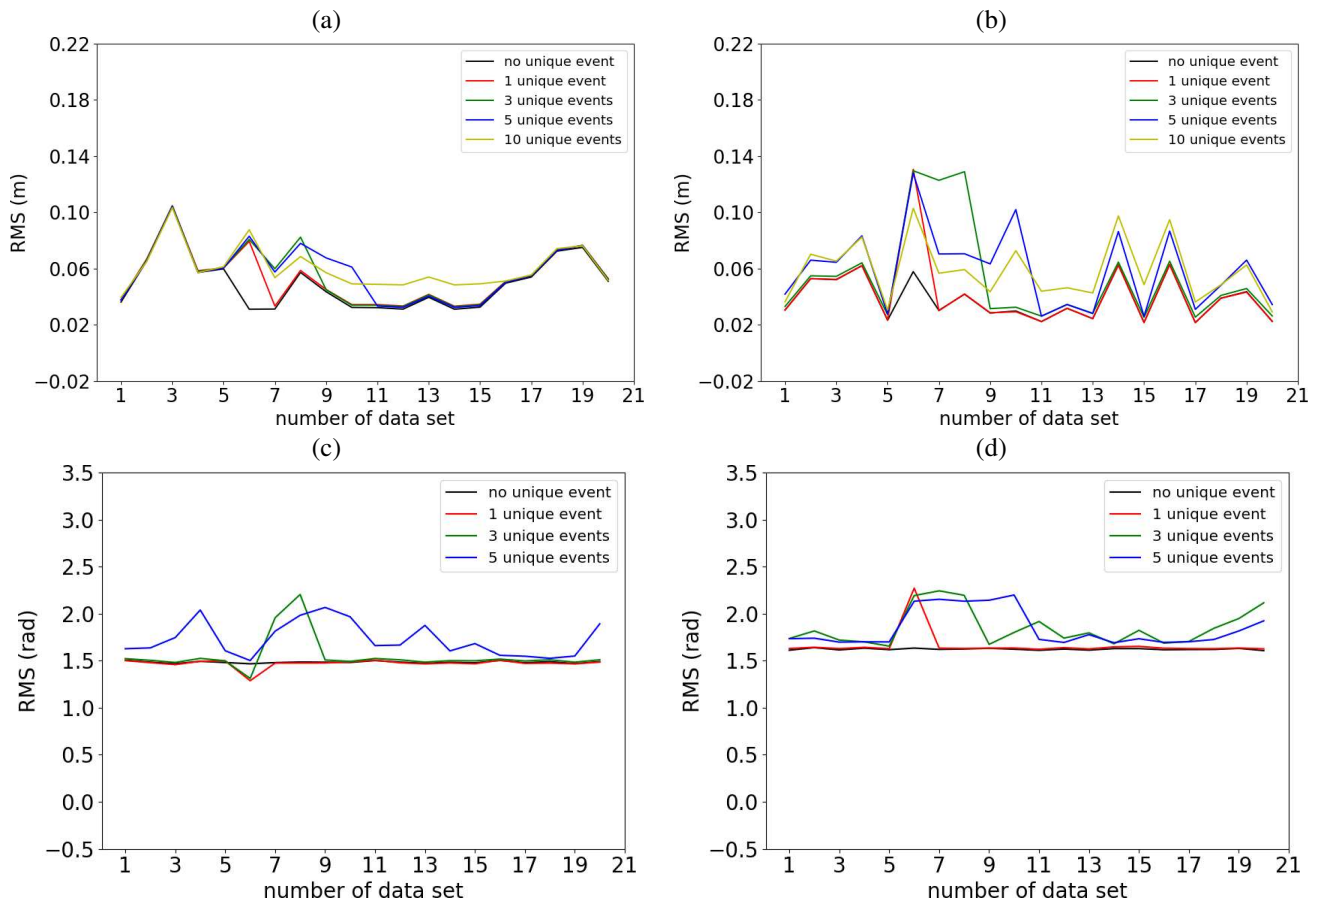 (a)
0.22
0.18
0.14
0.10
0.06
0.02
−0.02
RMS (m)
no unique event
1 unique event
3 unique events
5 unique events
10 unique events
1 3 5 7 9 11 13 15 17 19 21
number of data set
(b)
0.22
0.18
0.14
0.10
0.06
0.02
−0.02
RMS (m)
no unique event
1 unique event
3 unique events
5 unique events
10 unique events
1 3 5 7 9 11 13 15 17 19 21
number of data set
(c)
3.5
3.0
2.5
2.0
1.5
1.0
0.5
0.0
−0.5
RMS (rad)
no unique event
1 unique event
3 unique events
5 unique events
1 3 5 7 9 11 13 15 17 19 21
number of data set
(d)
3.5
3.0
2.5
2.0
1.5
1.0
0.5
0.0
−0.5
RMS (rad)
no unique event
1 unique event
3 unique events
5 unique events
1 3 5 7 9 11 13 15 17 19 21
number of data set